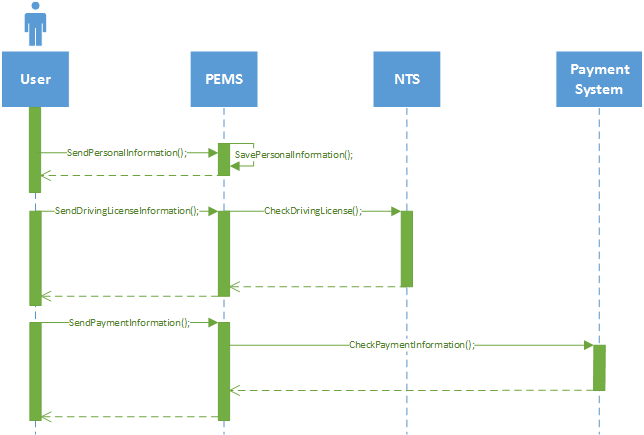 User
PEMS
NTS
Payment
System
SendPersonalInformation();
SavePersonalInformation();
SendDrivingLicenseInformation();
CheckDrivingLicense();
SendPaymentInformation();
CheckPaymentInformation();